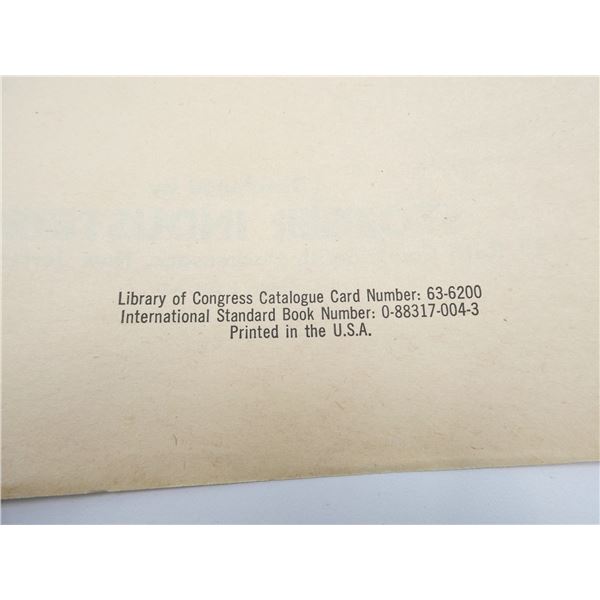 Library of Congress Catalogue Card Number: 63-6200
International Standard Book Number: 0-88317-004-3
Printed in the U.S.A.